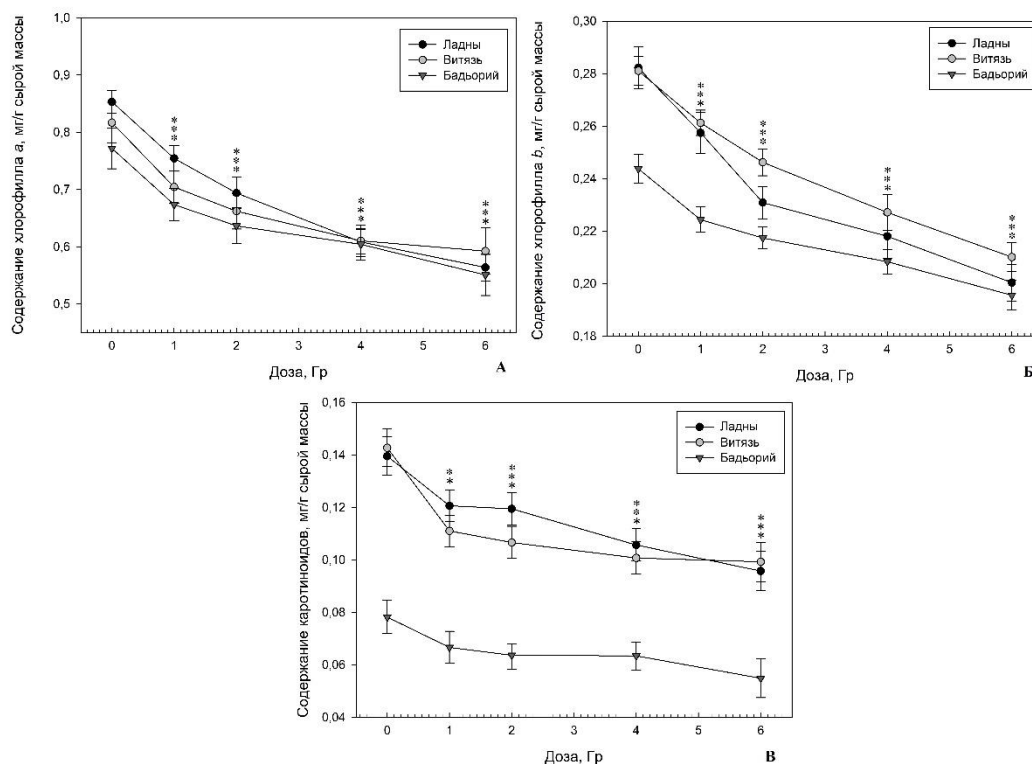 Содержание хлорофилла a, мг/г сырой массы
1,0
0,9
0,8
0,7
0,6
0,5
Ладны
Витязь
Бадьорий
***
***
***
***
0 1 2 3 4 5 6
Доза, Гр
А
Содержание хлорофилла b, мг/г сырой массы
0,30
0,28
0,26
0,24
0,22
0,20
0,18
Ладны
Витязь
Бадьорий
***
***
***
***
0 1 2 3 4 5 6
Доза, Гр
Б
Содержание каротиноидов, мг/г сырой массы
0,16
0,14
0,12
0,10
0,08
0,06
0,04
Ладны
Витязь
Бадьорий
**
***
***
***
0 1 2 3 4 5 6
Доза, Гр
В